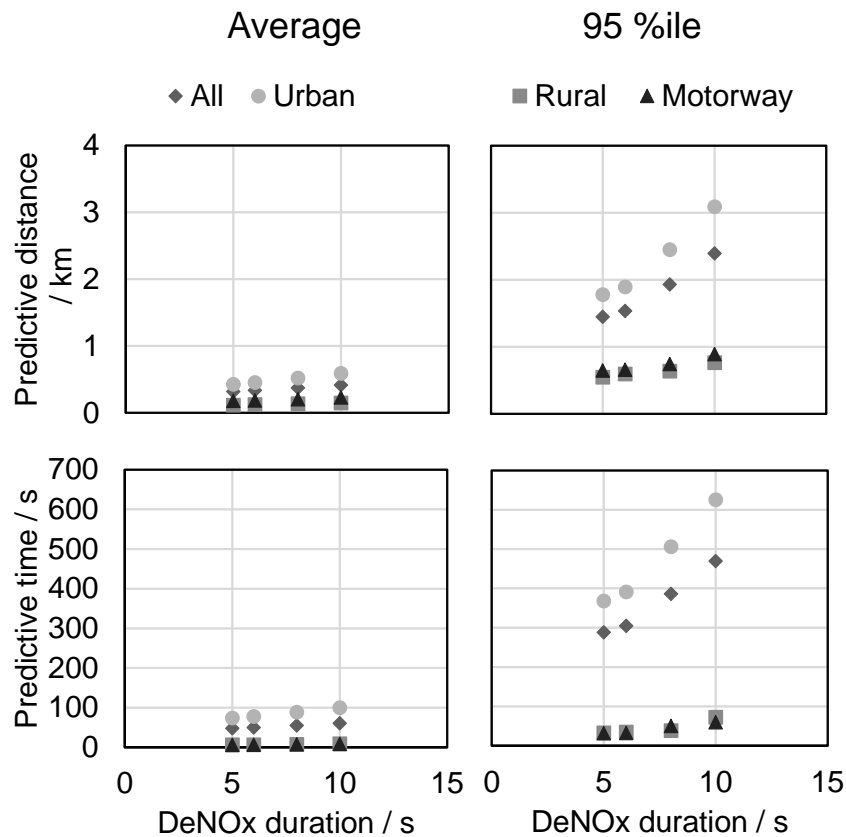 Average 95 %ile
All Urban Rural Motorway
Predictive distance
/ km
4
3
2
1
0
Predictive time / s
700
600
500
400
300
200
100
0
0 5 10 15 0 5 10 15
DeNOx duration / s DeNOx duration / s